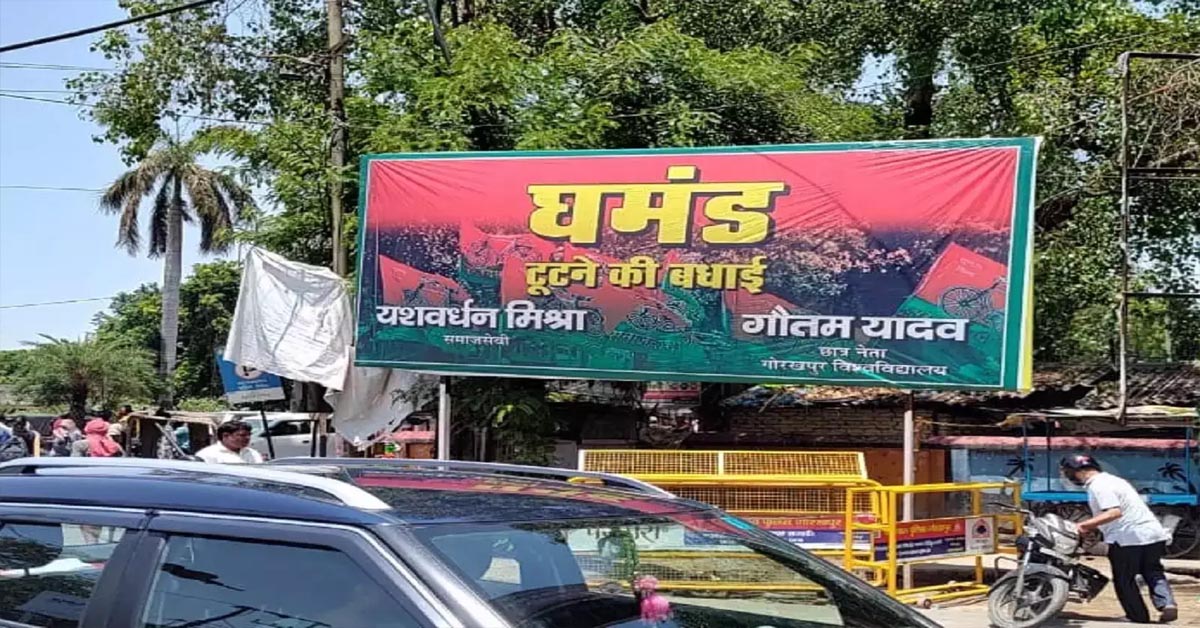 घमंड
टूटने की बधाई
यशवर्धन मिश्रा
समाजसेवी
गौतम यादव
छात्र नेता
गोरखपुर विश्वविद्यालय